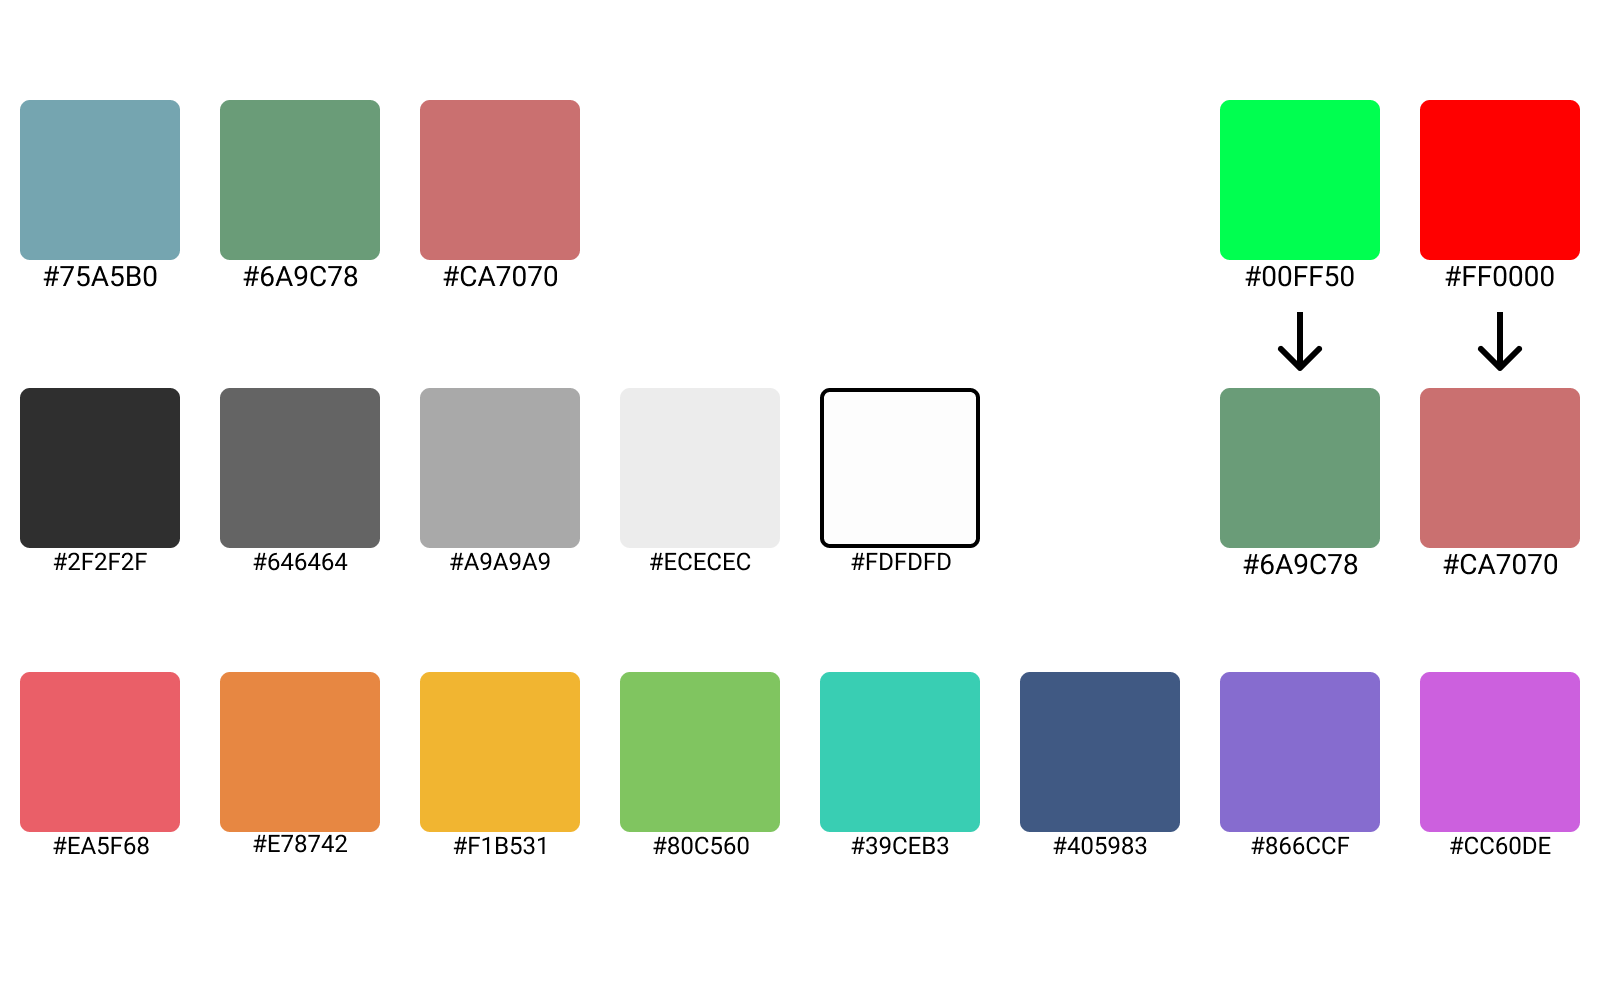 #75A5B0
#6A9C78
#CA7070
#00FF50
#FF0000
#2F2F2F
#646464
#A9A9A9
#ECECEC
#FDFDFD
#6A9C78
#CA7070
#EA5F68
#E78742
#F1B531
#80C560
#39CEB3
#405983
#866CCF
#CC60DE